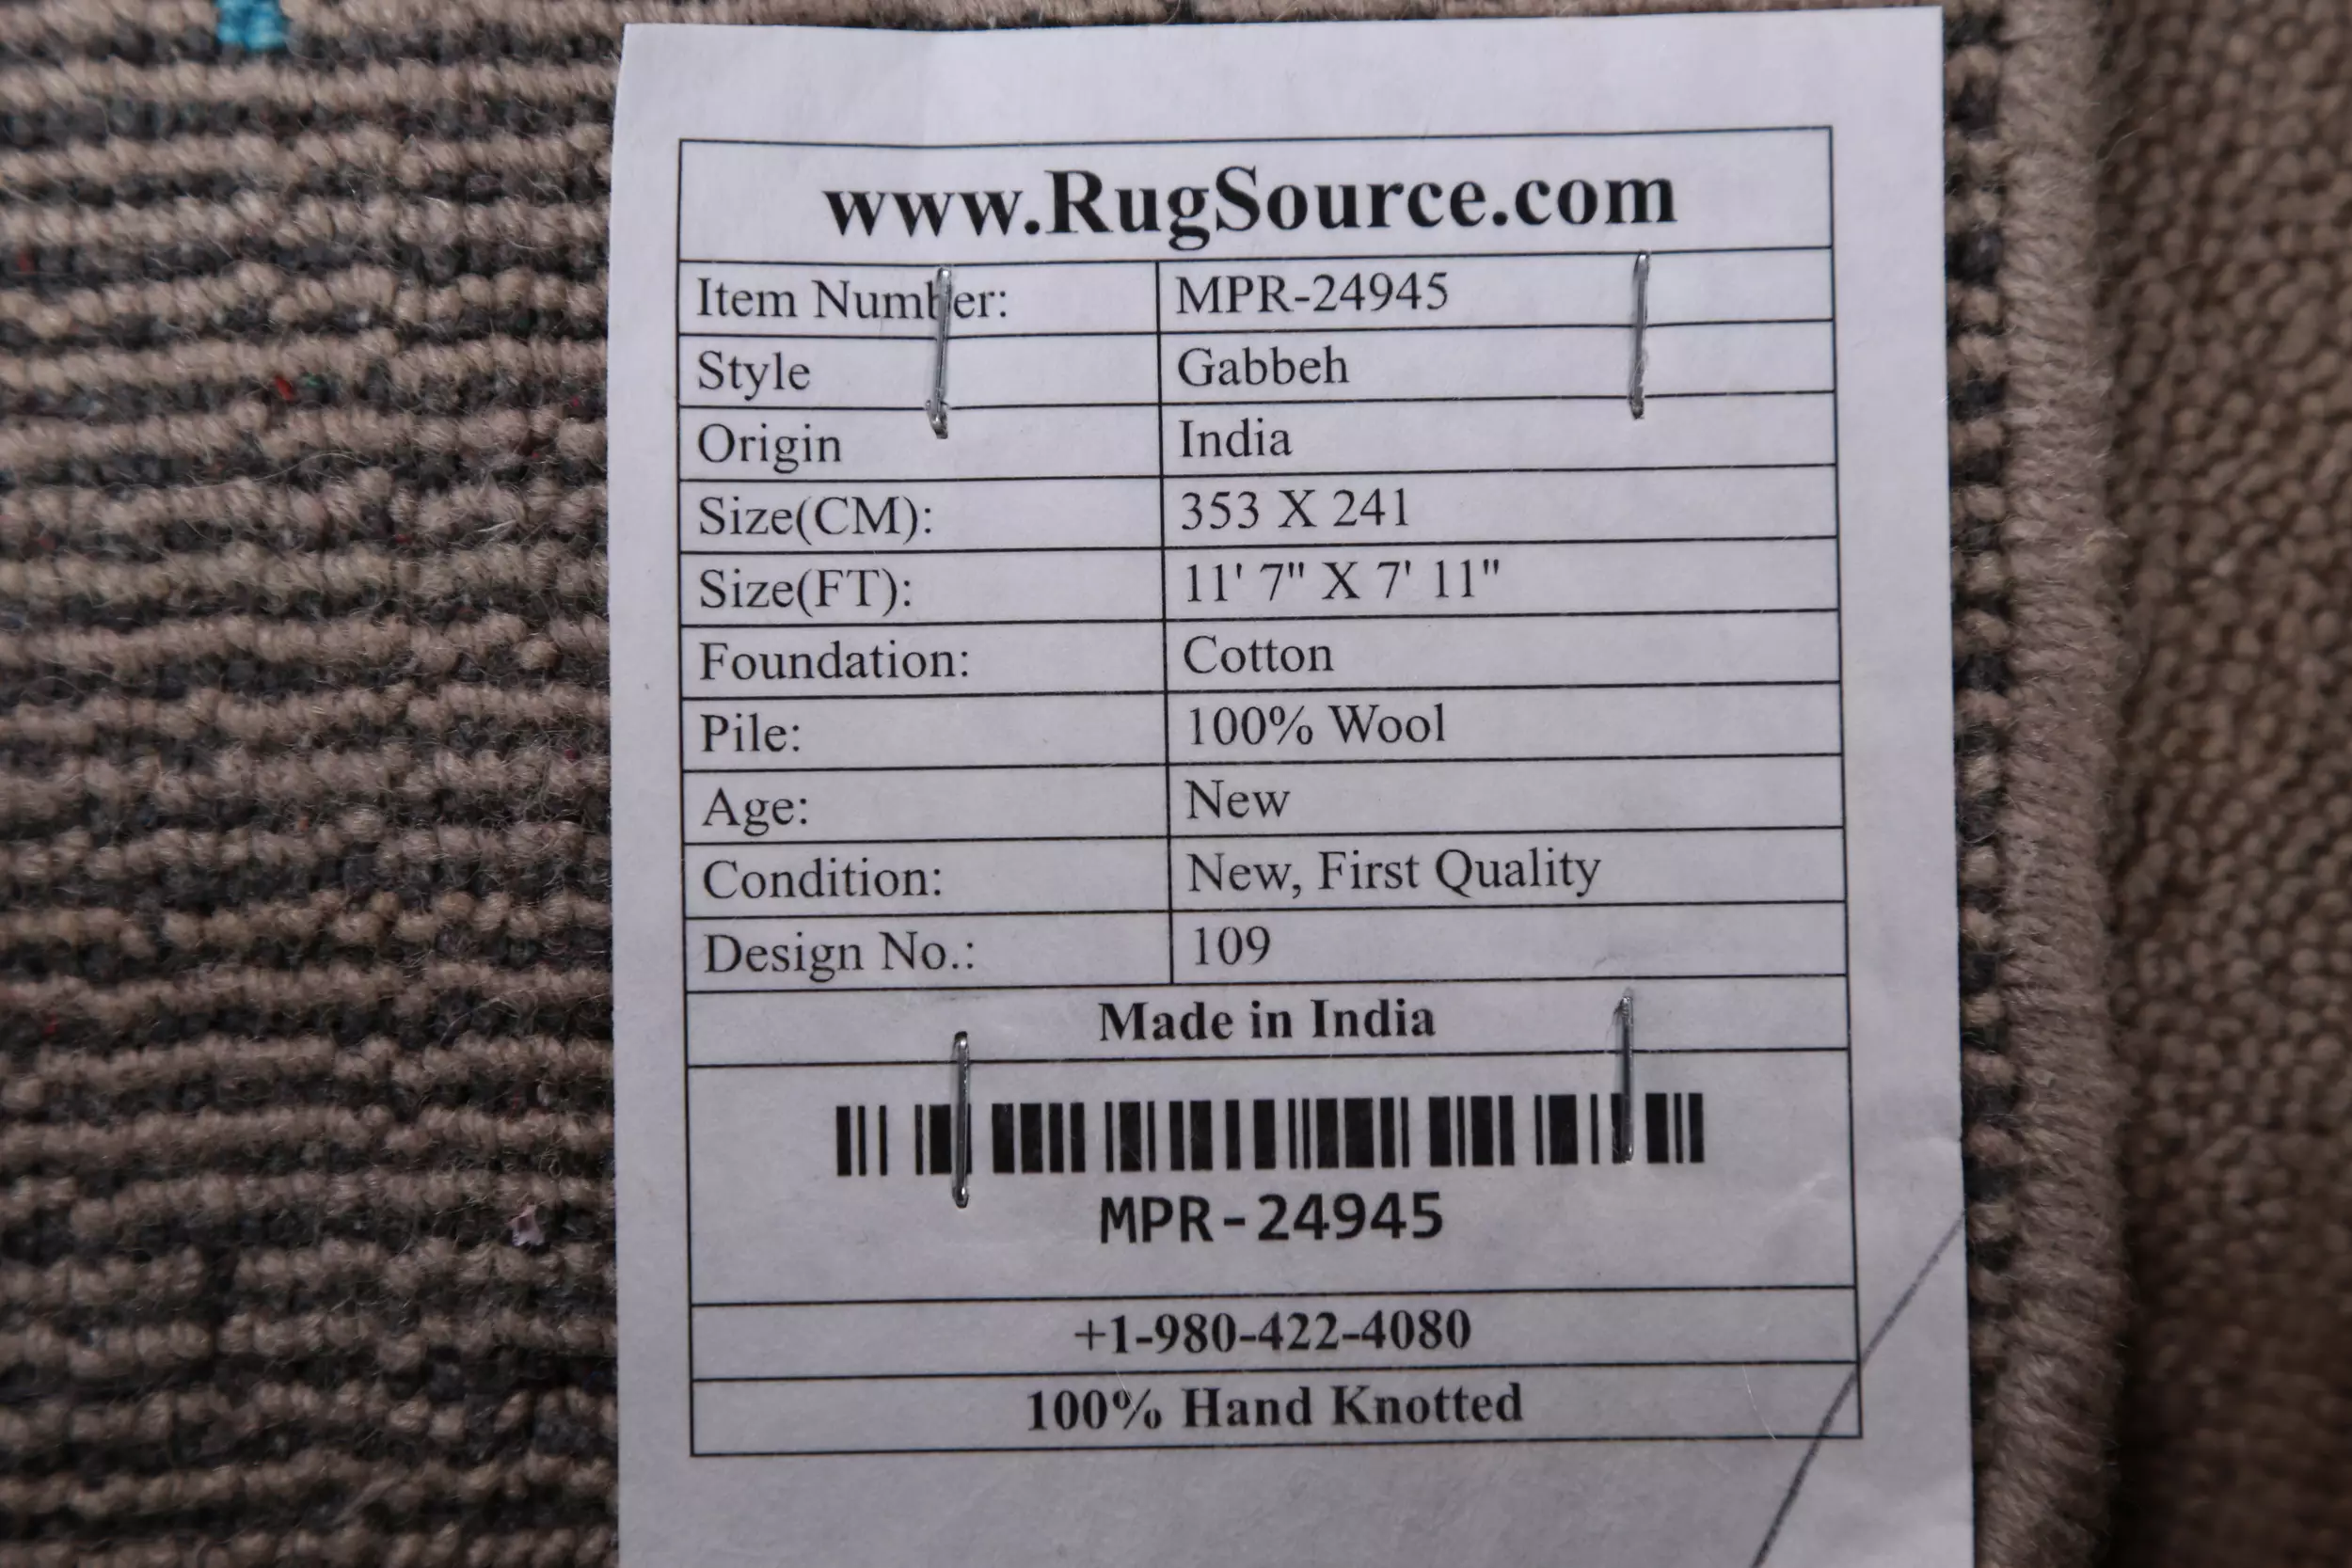 www.RugSource.com
Item Number: MPR-24945
Style Gabbeh
Origin India
Size(CM): 353 X 241
Size(FT): 11' 7" X 7' 11"
Foundation: Cotton
Pile: 100% Wool
Age: New
Condition: New, First Quality
Design No.: 109
Made in India
MPR-24945
+1-980-422-4080
100% Hand Knotted